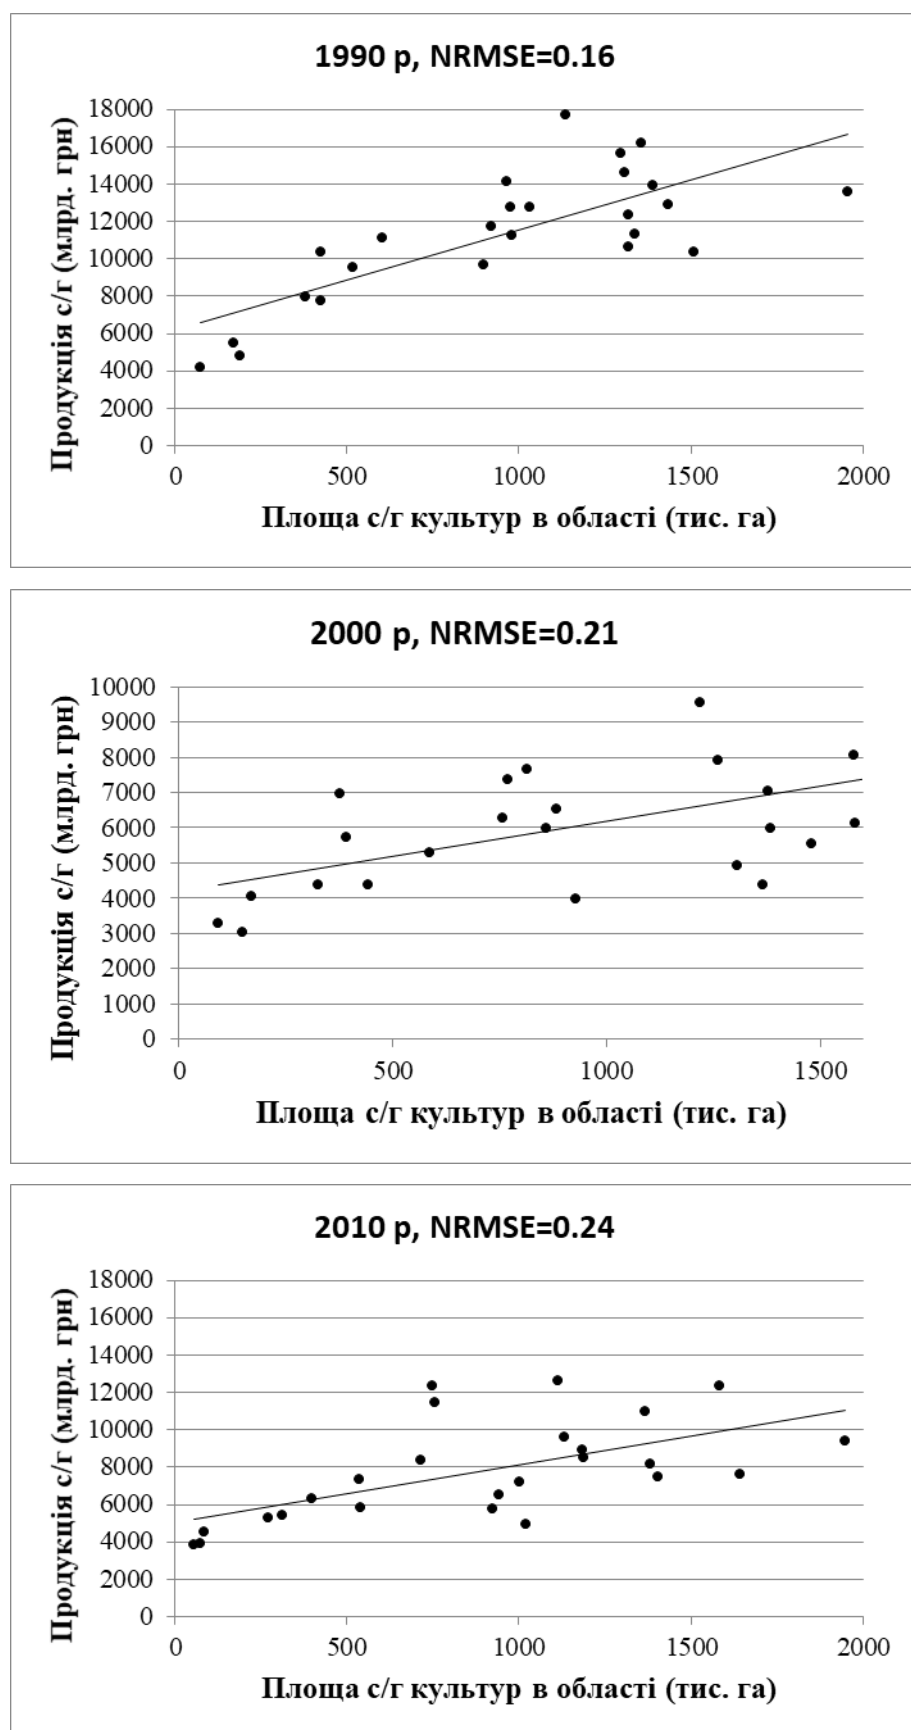 1990 р, NRMSE=0.16
Продукція с/г (млрд. грн)
18000
16000
14000
12000
10000
8000
6000
4000
2000
0
0 500 1000 1500 2000
Площа с/г культур в області (тис. га)
2000 р, NRMSE=0.21
Продукція с/г (млрд. грн)
10000
9000
8000
7000
6000
5000
4000
3000
2000
1000
0
0 500 1000 1500
Площа с/г культур в області (тис. га)
2010 р, NRMSE=0.24
Продукція с/г (млрд. грн)
18000
16000
14000
12000
10000
8000
6000
4000
2000
0
0 500 1000 1500 2000
Площа с/г культур в області (тис. га)